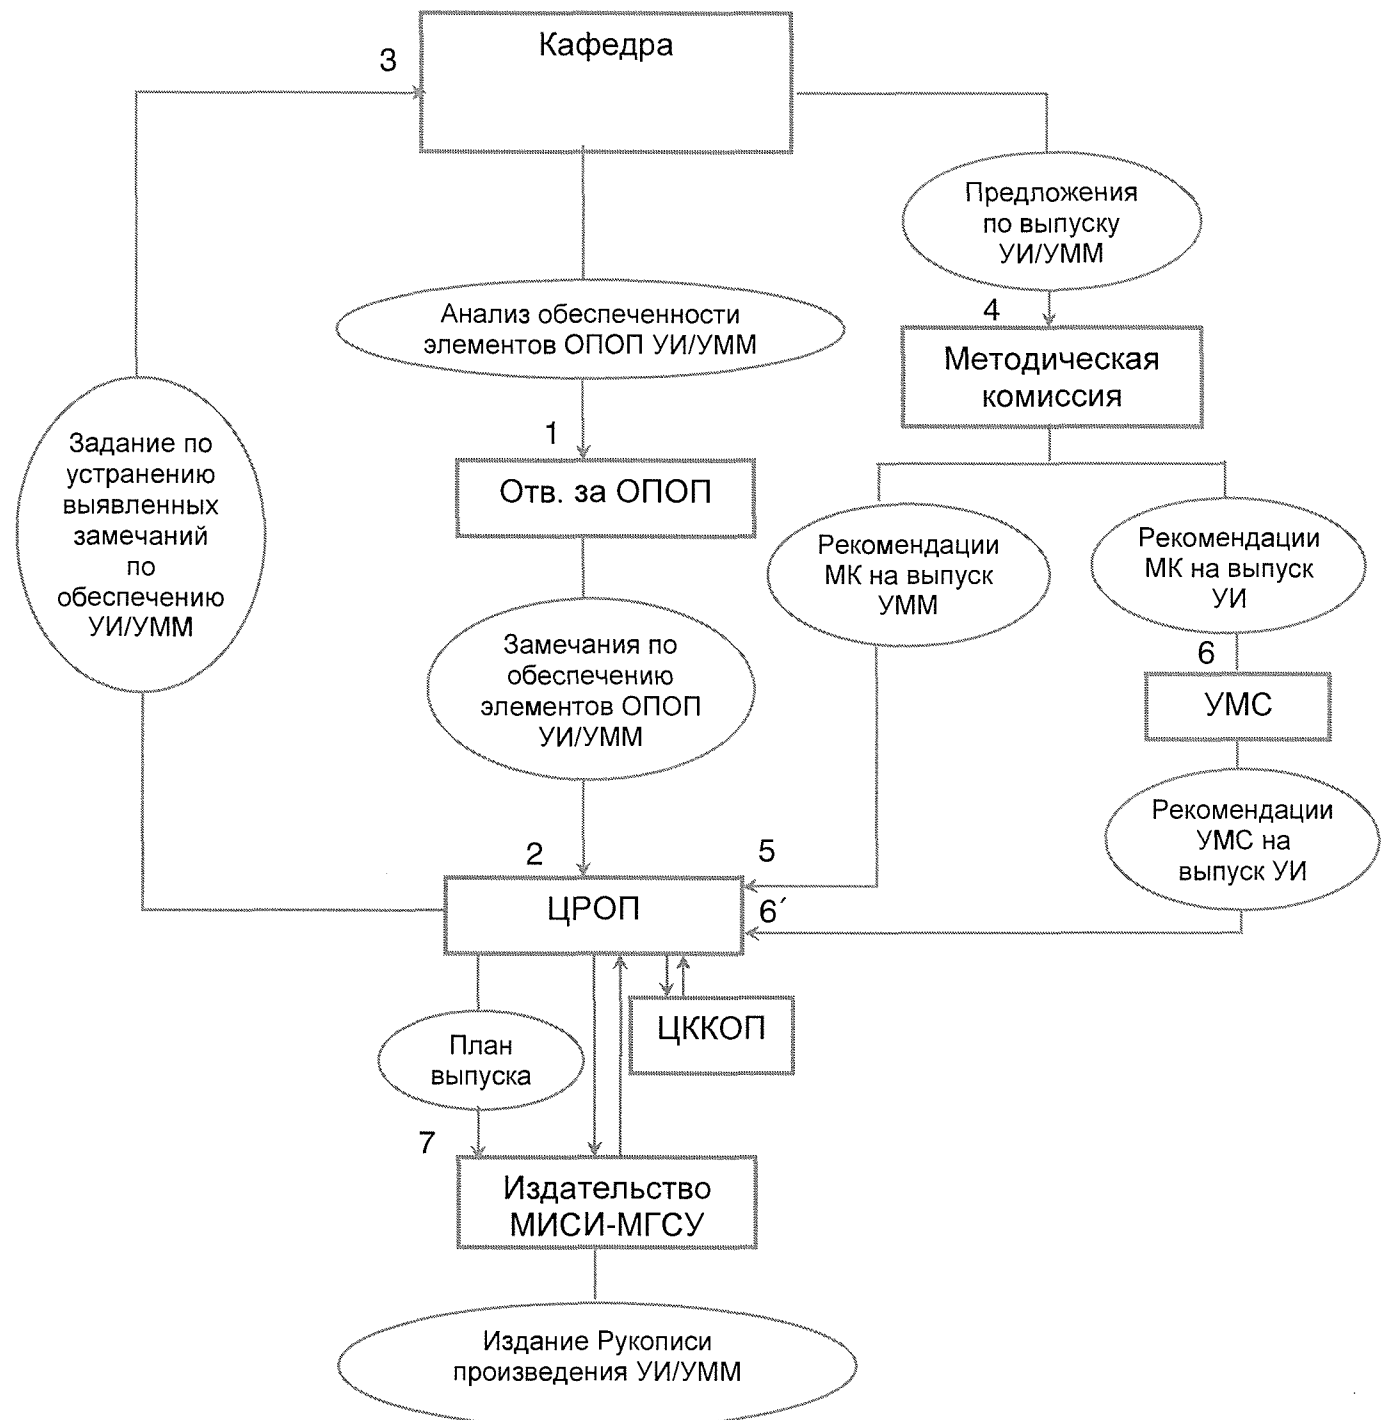 Кафедра
3
Предложения
по выпуску
УИ/УММ
Анализ обеспеченности
элементов ОПОП УИ/УММ
4
Методическая
комиссия
Задание по
устранению
выявленных
замечаний
по
обеспечению
УИ/УММ
1
Отв. за ОПОП
Рекомендации
МК на выпуск
УММ
Рекомендации
МК на выпуск
УИ
Замечания по
обеспечению
элементов ОПОП
УИ/УММ
6
УМС
Рекомендации
УМС на
выпуск УИ
2
5
ЦРОП
6´
ЦККОП
План
выпуска
7
Издательство
МИСИ-МГСУ
Издание Рукописи
произведения УИ/УММ